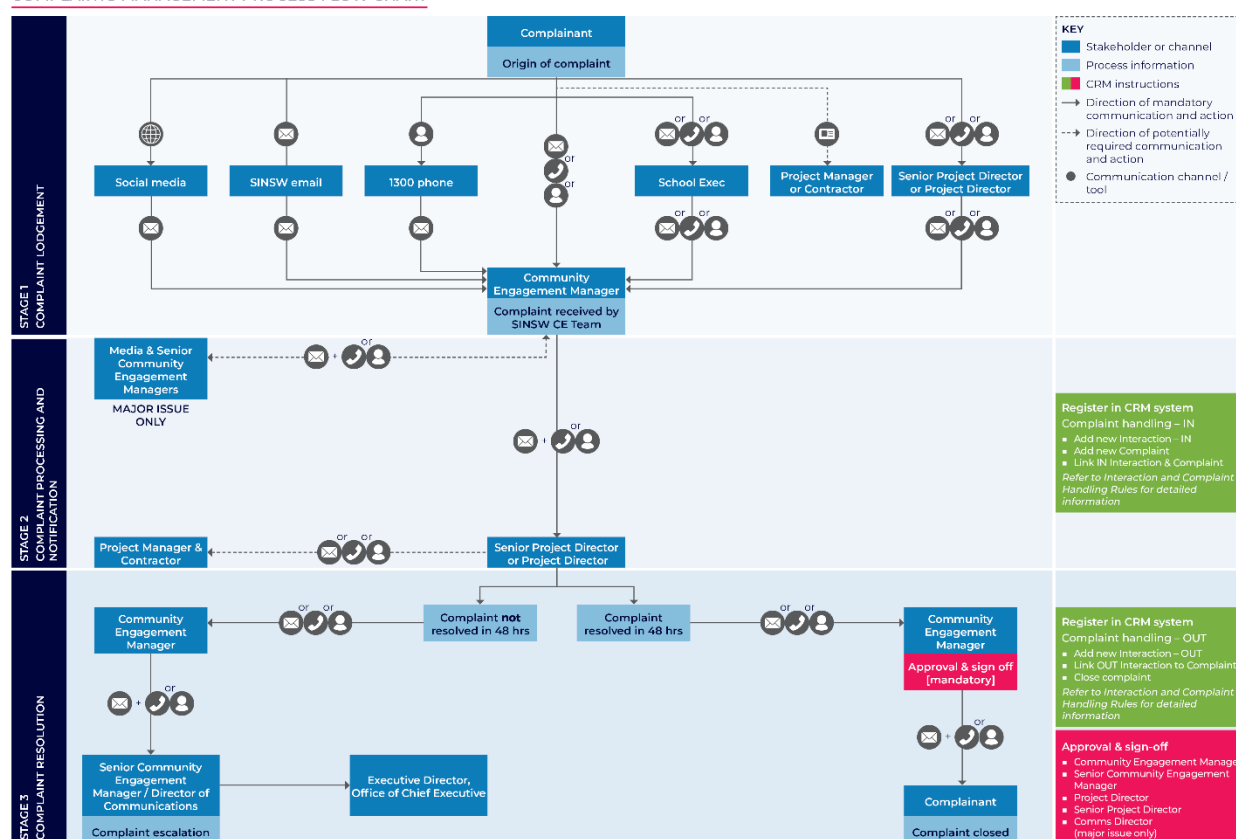 Complainant
Origin of complaint
KEY
Stakeholder or channel
Process information
CRM instructions
Direction of mandatory
communication and action
Direction of potentially
required communication
and action
Communication channel /
tool
STAGE 1
COMPLAINT LODGEMENT
or
or
or or
or or
Social media
SINSW email
1300 phone
School Exec
Project Manager
or Contractor
Senior Project Director
or Project Director
or or
or or
Community
Engagement Manager
Complaint received by
SINSW CE Team
STAGE 2
COMPLAINT PROCESSING AND
NOTIFICATION
Media & Senior
Community
Engagement
Managers
MAJOR ISSUE
ONLY
+ or
+ or
Register in CRM system
Complaint handling – IN
Add new Interaction – IN
Add new Complaint
Link IN Interaction & Complaint
Refer to Interaction and Complaint
Handling Rules for detailed
information
Project Manager &
Contractor
or or
Senior Project Director
or Project Director
STAGE 3
COMPLAINT RESOLUTION
Community
Engagement
Manager
or or
Complaint not
resolved in 48 hrs
Complaint
resolved in 48 hrs
or or
Community
Engagement
Manager
Approval & sign off
[mandatory]
Register in CRM system
Complaint handling – OUT
Add new Interaction – OUT
Link OUT Interaction to Complaint
Close complaint
Refer to Interaction and Complaint
Handling Rules for detailed
information
+ or
+ or
Senior Community
Engagement
Manager / Director of
Communications
Complaint escalation
Executive Director,
Office of Chief Executive
Complainant
Complaint closed
Approval & sign-off
Community Engagement Manage
Senior Community Engagement
Manager
Project Director
Senior Project Director
Comms Director
(major issue only)